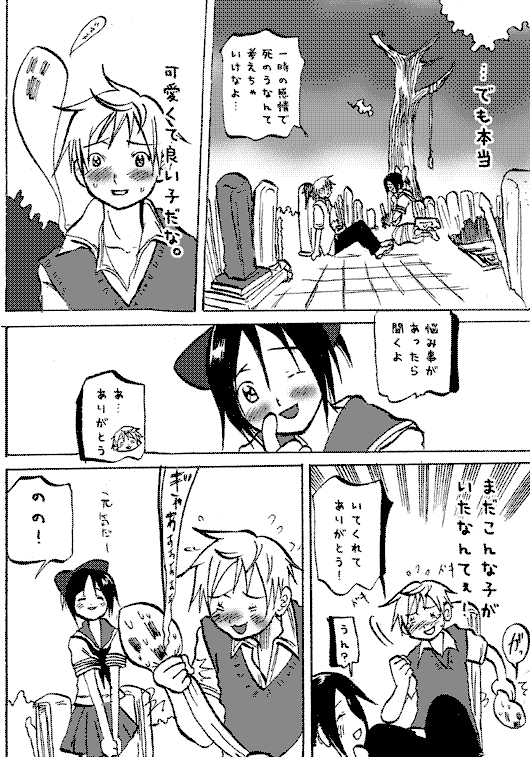 …でも本当
一時の感情で
死のうなんて
考えちゃ
いけなよ…
可愛くて良い子だな。
悩み事が
あったら
聞くよ
あ…
ありがとう
まだこんな子が
いたなんてぇ!
いてくれて
ありがとう!
うん?
元気だー
のの!